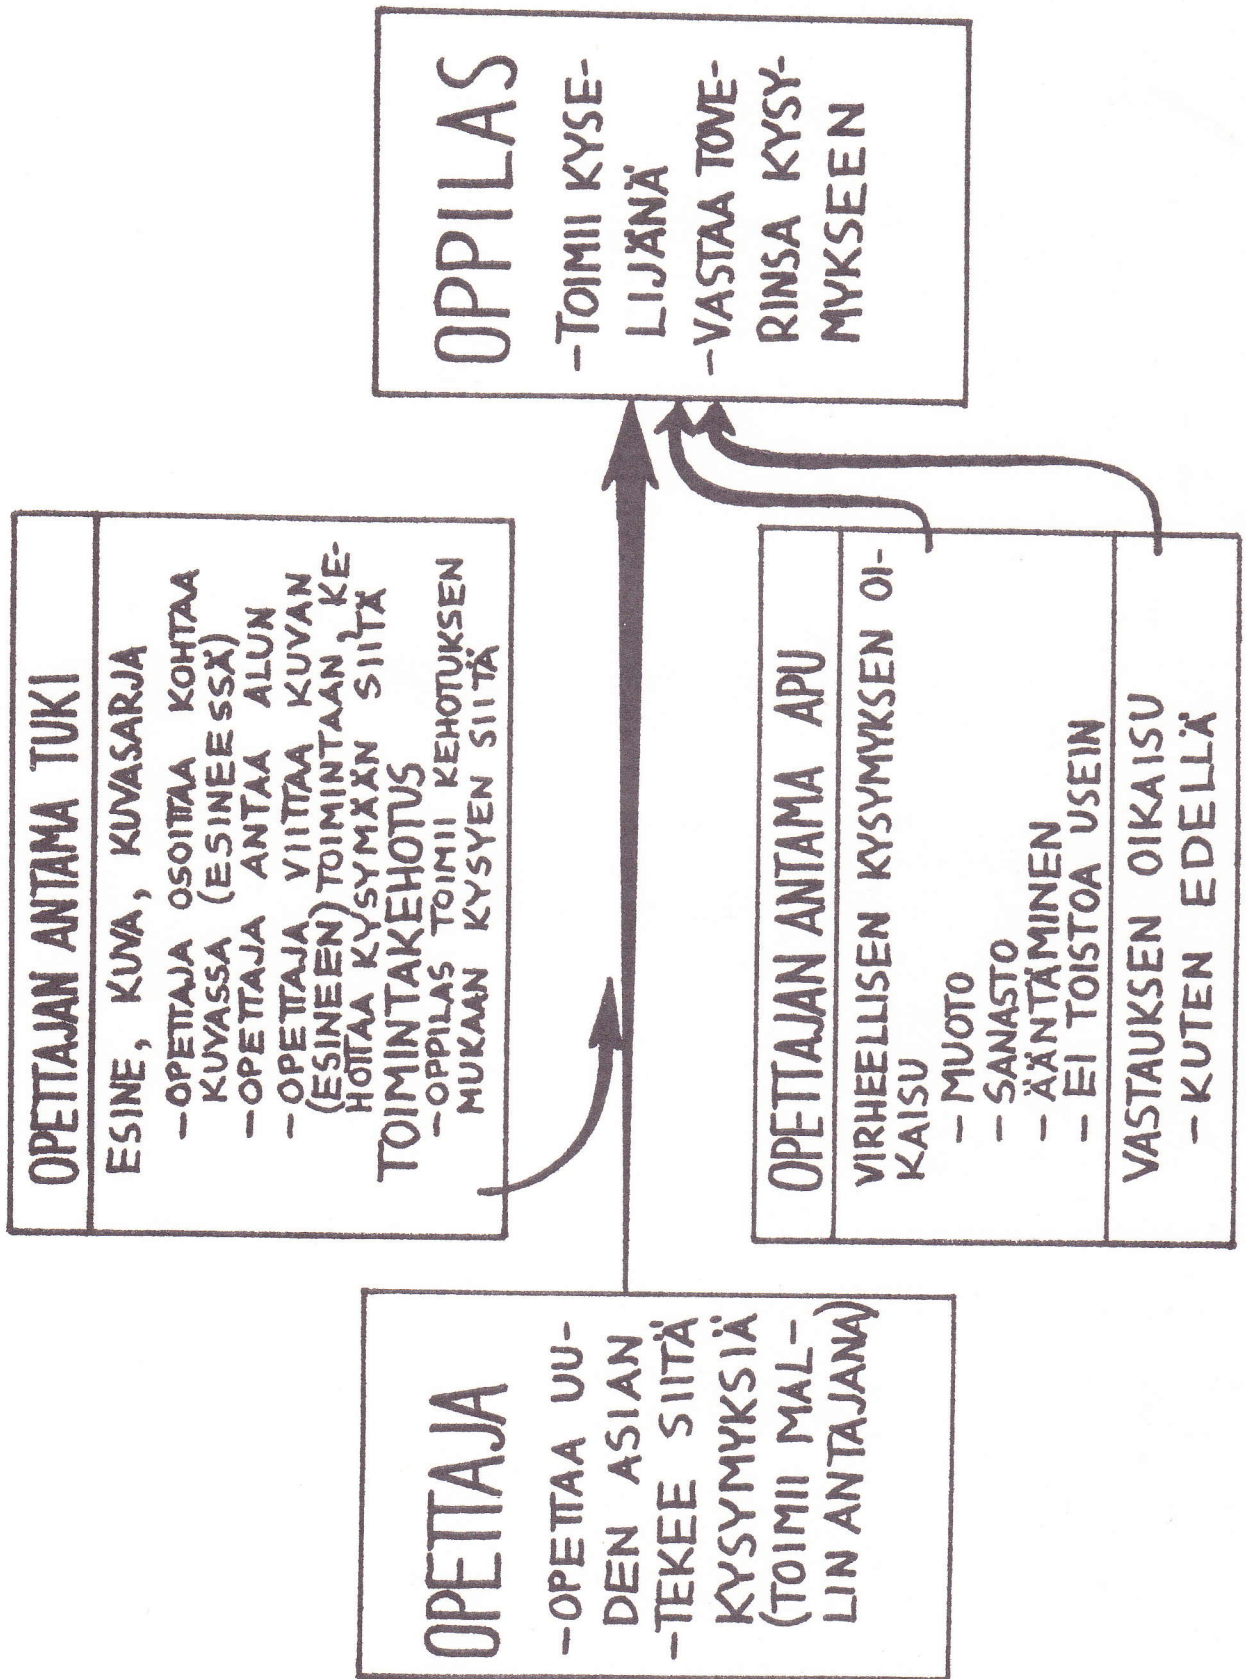 OPETTAJA
-OPETTAA UU-
DEN ASIAN
-TEKEE SIITÄ
KYSYMYKSIÄ
(TOIMII MAL-
LIN ANTAJANA)
OPETTAJAN ANTAMA TUKI
ESINE, KUVA, KUVASARJA
-OPETTAJA OSOITTAA KOHTAA
KUVASSA (ESINEESSÄ)
-OPETTAJA ANTAA ALUN
-OPETTAJA VIITTAA KUVAN
(ESINEEN) TOIMINTAAN, KE-
HOTTAA KYSYMÄÄN SIITÄ
TOIMINTAKEHOTUS
-OPPILAS TOIMII KEHOTUKSEN
MUKAAN KYSYEN SIITÄ
OPETTAJAN ANTAMA APU
VIRHEELLISEN KYSYMYKSEN OI-
KAISU
- MUOTO
- SANASTO
- ÄÄNTÄMINEN
- EI TOISTOA USEIN
VASTAUKSEN OIKAISU
- KUTEN EDELLÄ
OPPILAS
-TOIMII KYSE-
LIJÄNÄ
-VASTAA TOVE-
RINSA KYSY-
MYKSEEN